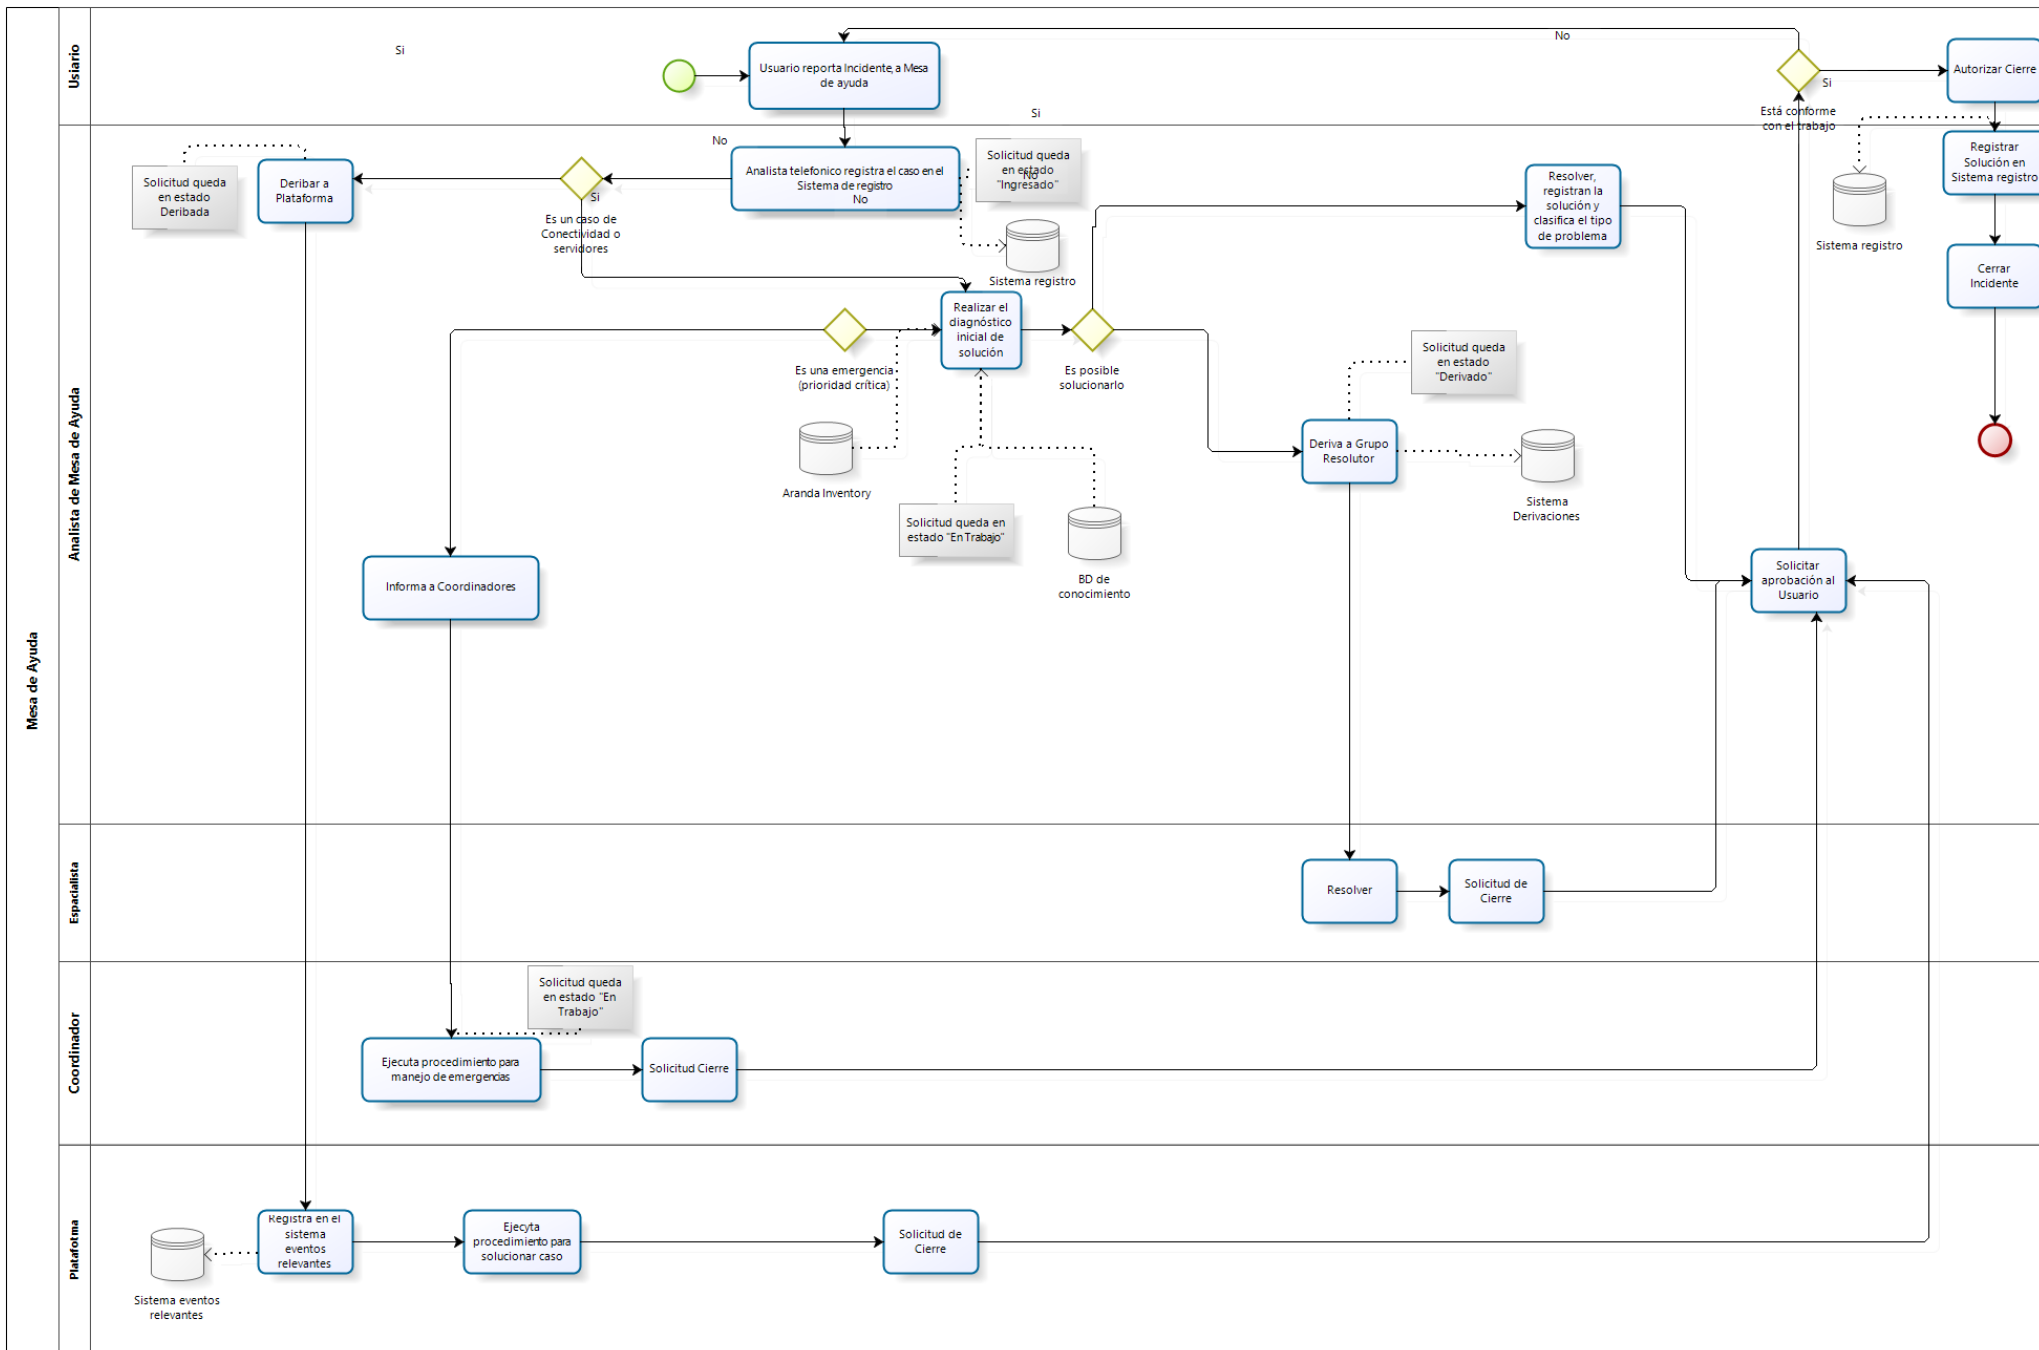 Mesa de Ayuda
Usiario
Si
Usuario reporta Incidente, a Mesa
de ayuda
No
Si
Está conforme
con el trabajo
Autorizar Cierre
Si
Analista de Mesa de Ayuda
Solicitud queda
en estado
Deribada
Deribar a
Plataforma
No
Si
Es un caso de
Conectividad o
servidores
Analista telefonico registra el caso en el
Sistema de registro
No
Solicitud queda
en estado
"Ingresado"
No
Sistema registro
Resolver,
registran la
solución y
clasifica el tipo
de problema
Sistema registro
Registrar
Solución en
Sistema registro
Cerrar
Incidente
Es una emergencia
(prioridad crítica)
Realizar el
diagnóstico
inicial de
solución
Es posible
solucionarlo
Solicitud queda
en estado
"Derivado"
Aranda Inventory
Deriva a Grupo
Resolutor
Sistema
Derivaciones
Solicitud queda en
estado "En Trabajo"
BD de
conocimiento
Informa a Coordinadores
Solicitar
aprobación al
Usuario
Espacialista
Resolver
Solicitud de
Cierre
Coordinador
Solicitud queda
en estado "En
Trabajo"
Ejecuta procedimiento para
manejo de emergencias
Solicitud Cierre
Platafotma
Registra en el
sistema
eventos
relevantes
Ejecyta
procedimiento para
solucionar caso
Solicitud de
Cierre
Sistema eventos
relevantes